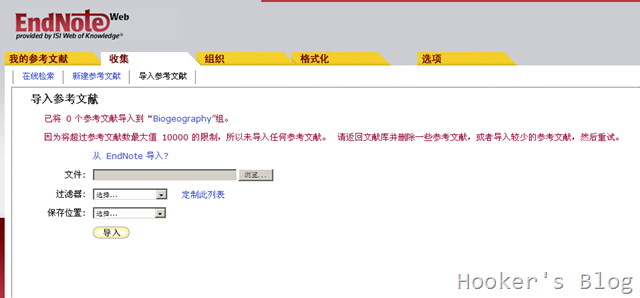 EndNote Web
provided by ISI Web of Knowledge®
我的参考文献 收集 组织 格式化 选项
在线检索 新建参考文献 导入参考文献
导入参考文献
已将 0 个参考文献导入到 “Biogeography”组。
因为将超过参考文献数最大值 10000 的限制，所以未导入任何参考文献。 请返回文献库并删除一些参考文献，或者导入较少的参考文献，然后重试。
从 EndNote 导入?
文件: 浏览...
过滤器: 选择... 定制此列表
保存位置: 选择...
导入
Hooker's Blog